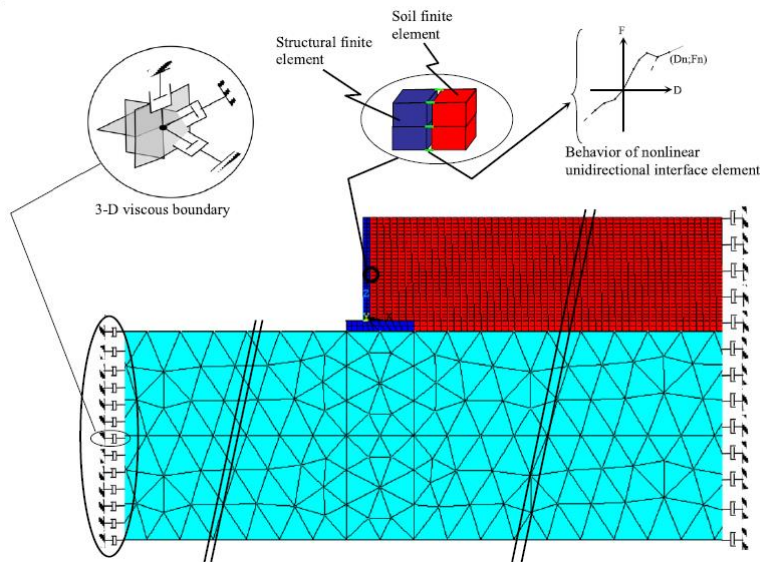 Structural finite
element
Soil finite
element
F
(Dn;Fn)
D
Behavior of nonlinear
unidirectional interface element
3-D viscous boundary
Z